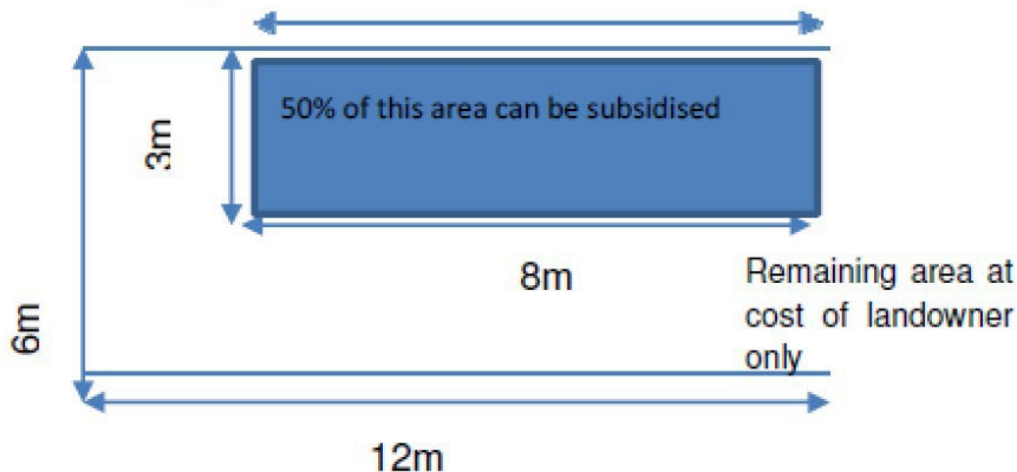 50% of this area can be subsidised
3m
8m
Remaining area at
cost of landowner
only
6m
12m